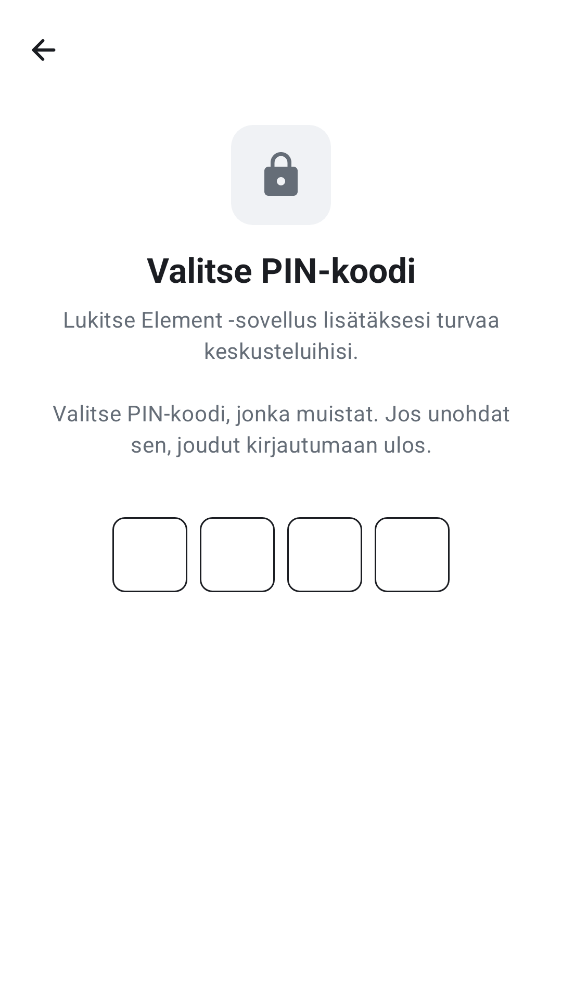 Valitse PIN-koodi
Lukitse Element -sovellus lisätäksesi turvaa
keskusteluihisi.
Valitse PIN-koodi, jonka muistat. Jos unohdat
sen, joudut kirjautumaan ulos.